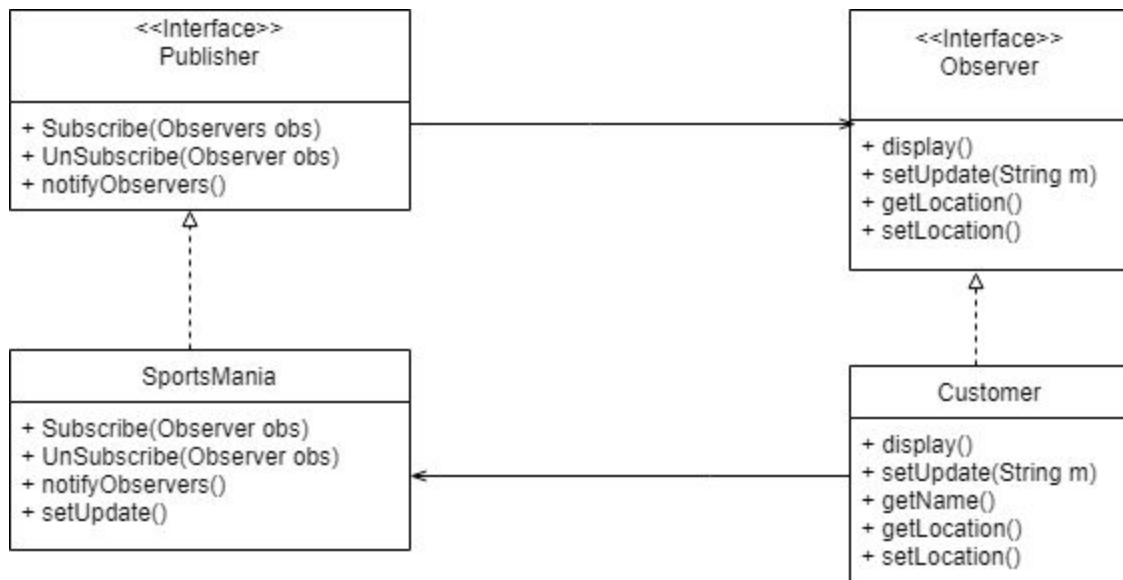 <<Interface>>
Publisher
+ Subscribe(Observers obs)
+ UnSubscribe(Observer obs)
+ notifyObservers()
<<Interface>>
Observer
+ display()
+ setUpdate(String m)
+ getLocation()
+ setLocation()
SportsMania
+ Subscribe(Observer obs)
+ UnSubscribe(Observer obs)
+ notifyObservers()
+ setUpdate()
Customer
+ display()
+ setUpdate(String m)
+ getName()
+ getLocation()
+ setLocation()